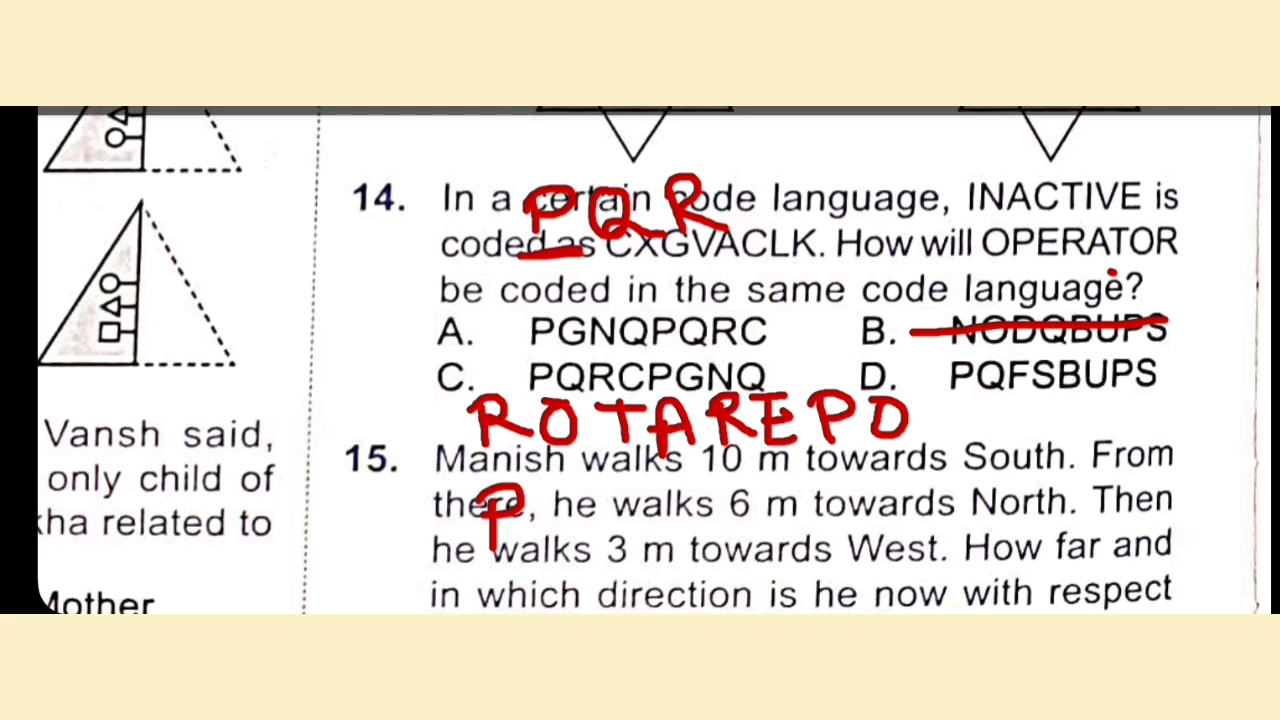 14. In a certain code language, INACTIVE is
PQR
coded as CXGVACLK. How will OPERATOR
be coded in the same code language?
A. PGNQPQRC B. NODQBUPS
C. PQRCPGNQ D. PQFSBUPS
ROTAREPO
Vansh said,
only child of
kha related to
Mother
15. Manish walks 10 m towards South. From
P
there, he walks 6 m towards North. Then
he walks 3 m towards West. How far and
in which direction is he now with respect